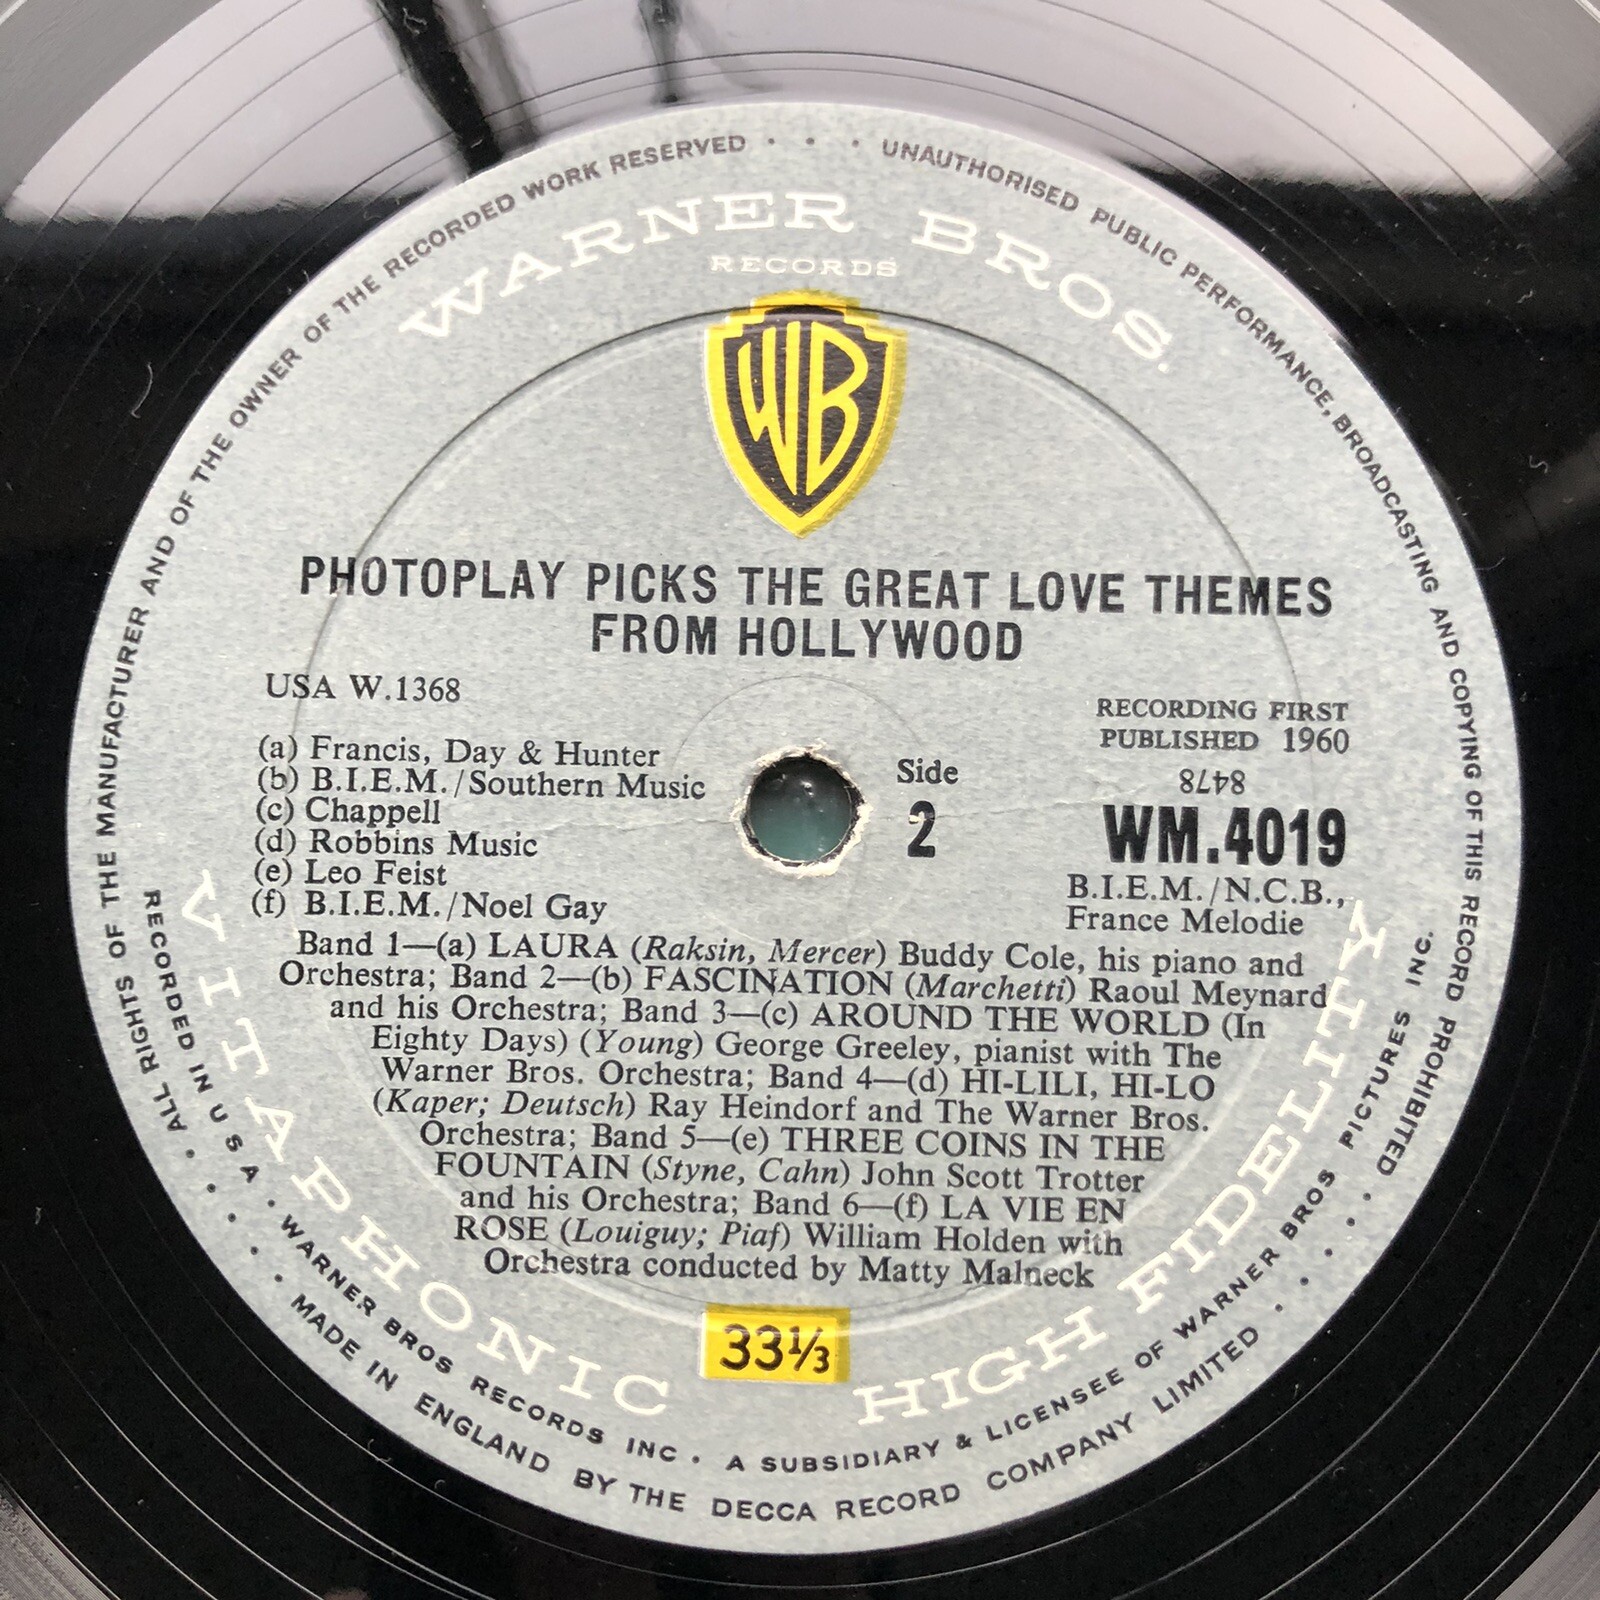 ALL RIGHTS OF THE MANUFACTURER AND OF THE OWNER OF THE RECORDED WORK RESERVED · · · UNAUTHORISED PUBLIC PERFORMANCE, BROADCASTING AND COPYING OF THIS RECORD PROHIBITED
WARNER BROS.
RECORDS
WB
PHOTOPLAY PICKS THE GREAT LOVE THEMES
FROM HOLLYWOOD
USA W.1368
(a) Francis, Day & Hunter
(b) B.I.E.M./Southern Music
(c) Chappell
(d) Robbins Music
(e) Leo Feist
(f) B.I.E.M./Noel Gay
Side
2
RECORDING FIRST
PUBLISHED 1960
8478
WM.4019
B.I.E.M./N.C.B.,
France Melodie
Band 1—(a) LAURA (Raksin, Mercer) Buddy Cole, his piano and
Orchestra; Band 2—(b) FASCINATION (Marchetti) Raoul Meynard
and his Orchestra; Band 3—(c) AROUND THE WORLD (In
Eighty Days) (Young) George Greeley, pianist with The
Warner Bros. Orchestra; Band 4—(d) HI-LILI, HI-LO
(Kaper; Deutsch) Ray Heindorf and The Warner Bros.
Orchestra; Band 5—(e) THREE COINS IN THE
FOUNTAIN (Styne, Cahn) John Scott Trotter
and his Orchestra; Band 6—(f) LA VIE EN
ROSE (Louiguy; Piaf) William Holden with
Orchestra conducted by Matty Malneck
33⅓
VITAPHONIC HIGH FIDELITY
RECORDED IN U S A · WARNER BROS RECORDS INC · A SUBSIDIARY & LICENSEE OF WARNER BROS PICTURES INC.
MADE IN ENGLAND BY THE DECCA RECORD COMPANY LIMITED